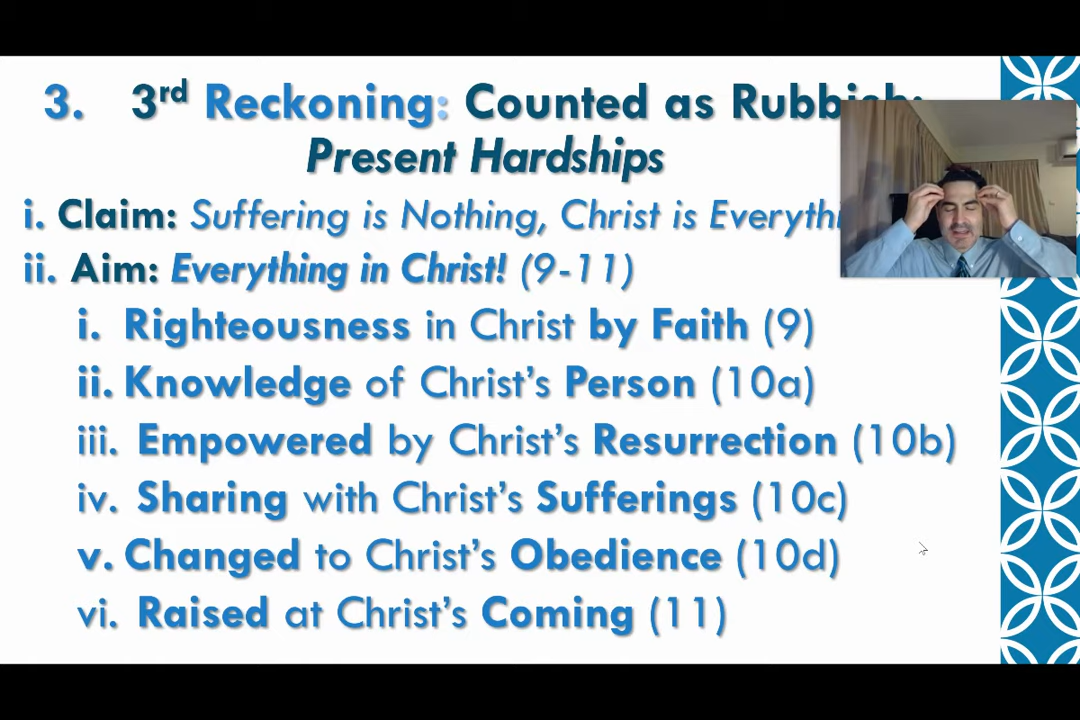 3. 3rd Reckoning: Counted as
Present Hardships
i. Claim: Suffering is Nothing, Christ is
ii. Aim: Everything in Christ! (9-11)
i. Righteousness in Christ by Faith (9)
ii. Knowledge of Christ's Person (10a)
iii. Empowered by Christ's Resurrection (10b)
iv. Sharing with Christ's Sufferings (10c)
v. Changed to Christ's Obedience (10d)
vi. Raised at Christ's Coming (11)